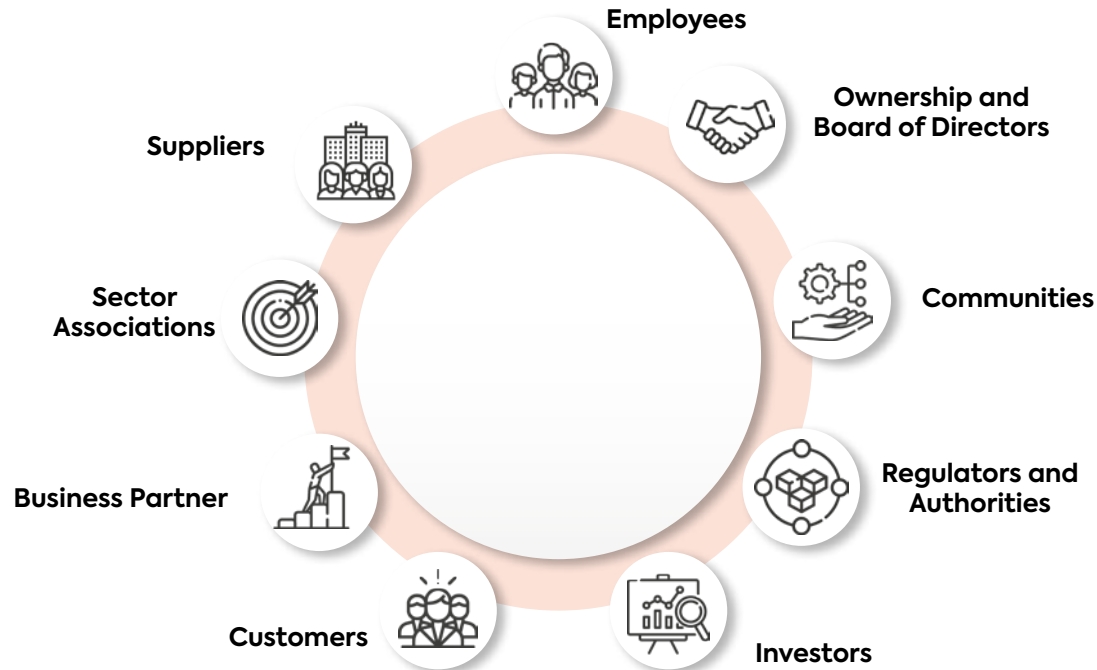 Employees
Ownership and
Board of Directors
Communities
Regulators and
Authorities
Investors
Customers
Business Partner
Sector
Associations
Suppliers